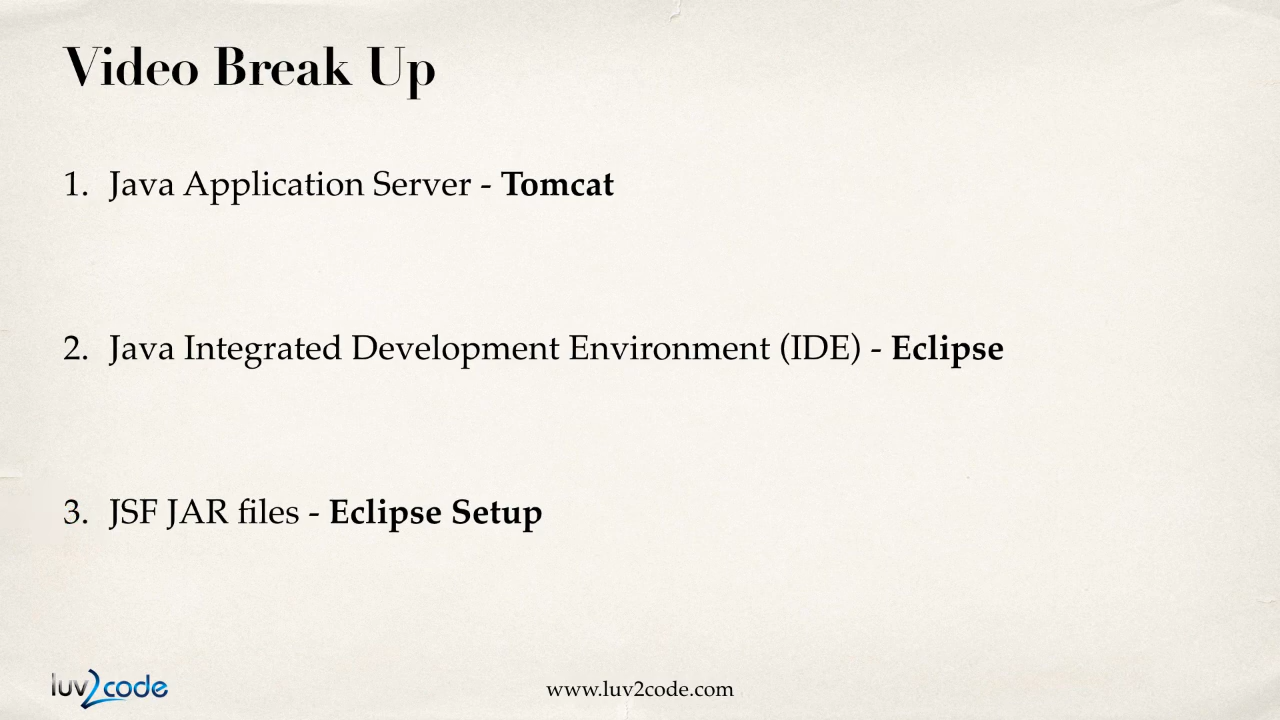 Video Break Up
1. Java Application Server - Tomcat
2. Java Integrated Development Environment (IDE) - Eclipse
3. JSF JAR files - Eclipse Setup
luv2code
www.luv2code.com